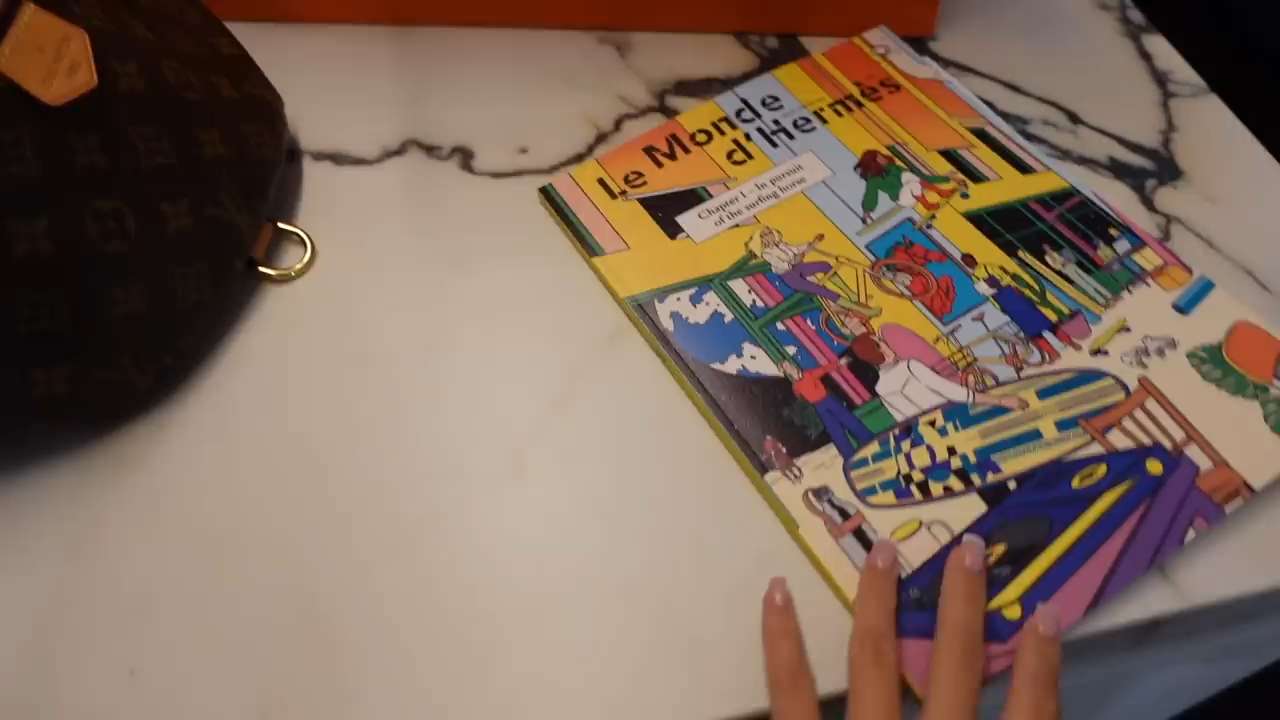 Le Monde
d'Hermès
Chapter I – In pursuit
of the surfing horse